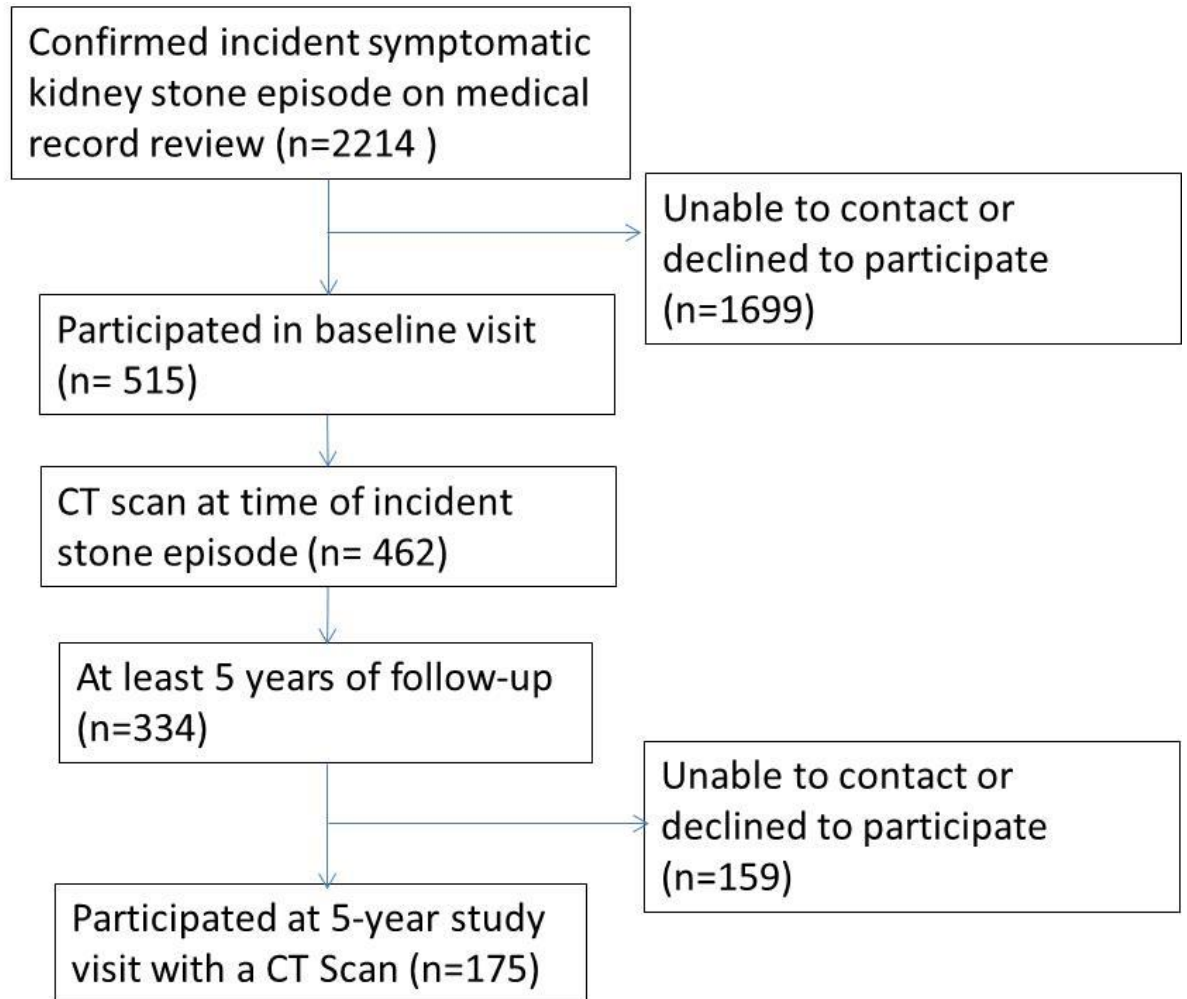 Confirmed incident symptomatic
kidney stone episode on medical
record review (n=2214 )
Unable to contact or
declined to participate
(n=1699)
Participated in baseline visit
(n= 515)
CT scan at time of incident
stone episode (n= 462)
At least 5 years of follow-up
(n=334)
Unable to contact or
declined to participate
(n=159)
Participated at 5-year study
visit with a CT Scan (n=175)